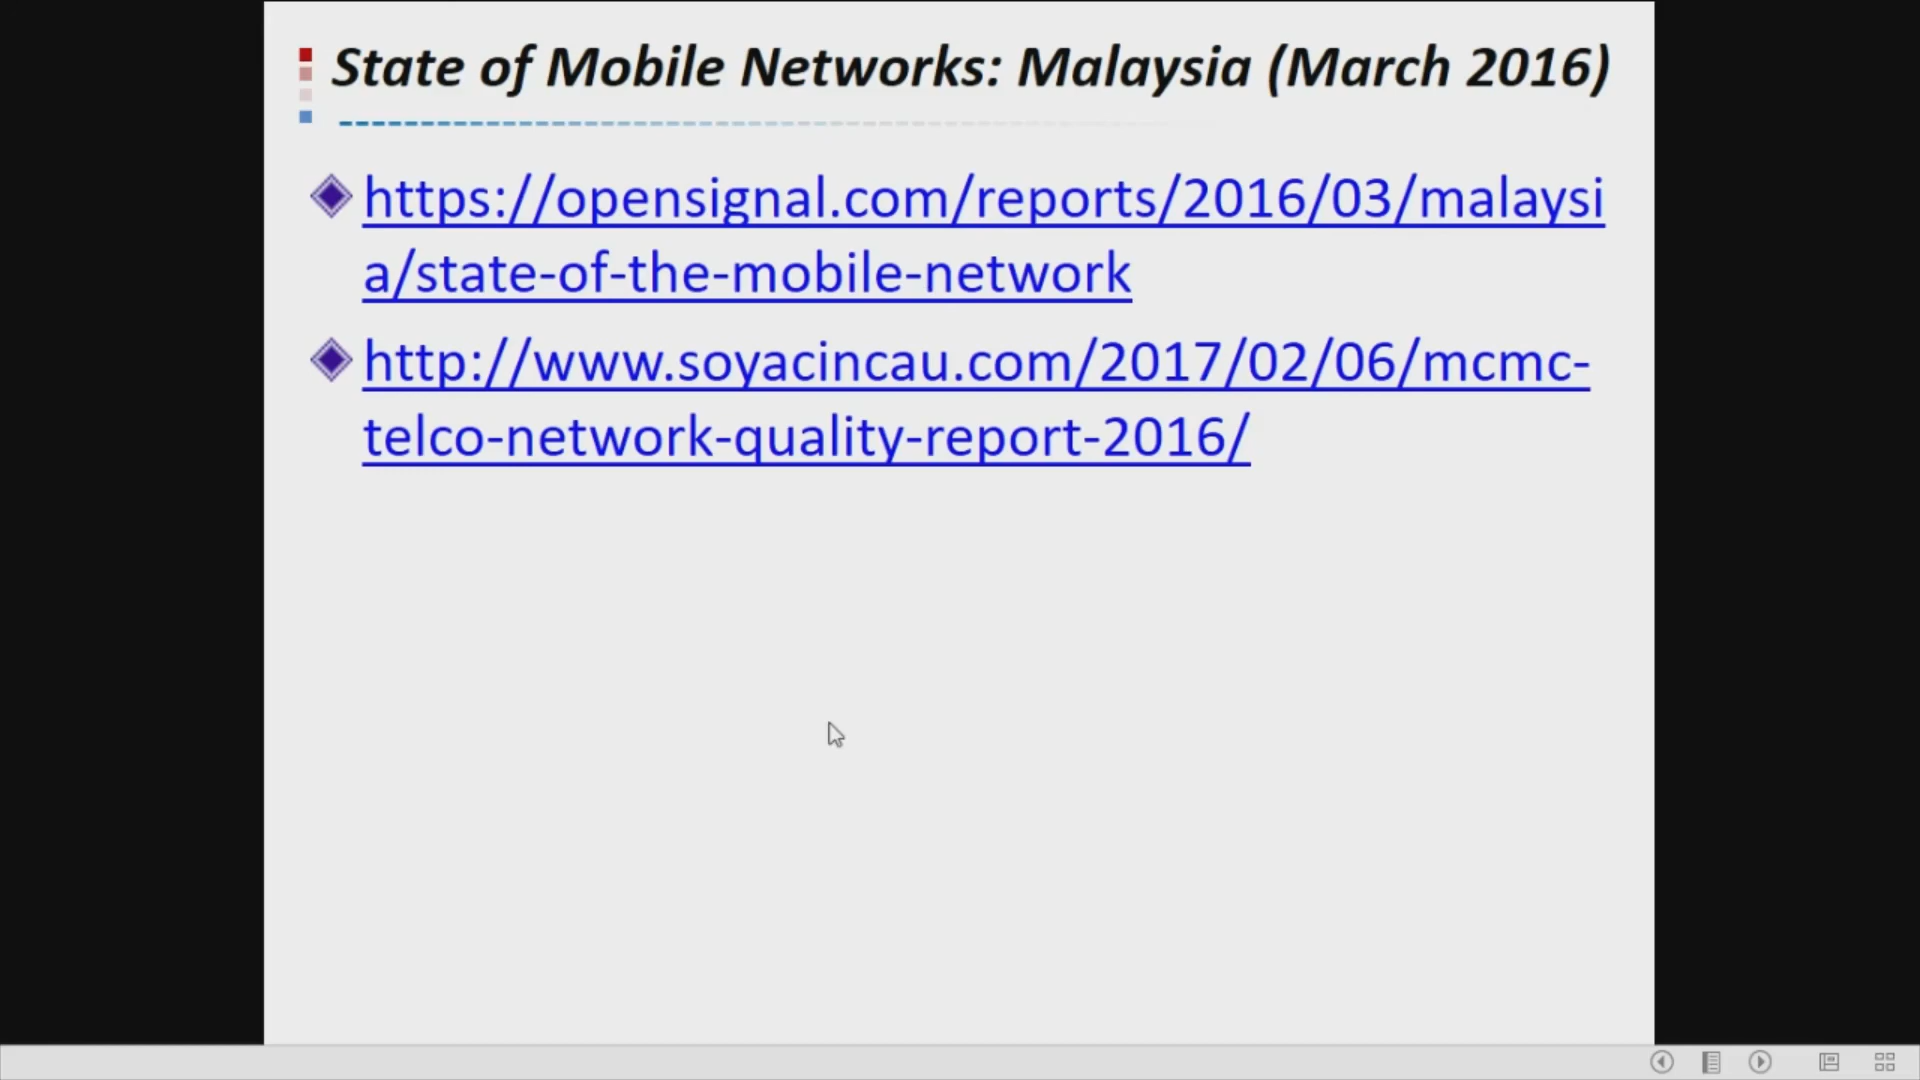 State of Mobile Networks: Malaysia (March 2016)
https://opensignal.com/reports/2016/03/malaysi
a/state-of-the-mobile-network
http://www.soyacincau.com/2017/02/06/mcmc-
telco-network-quality-report-2016/